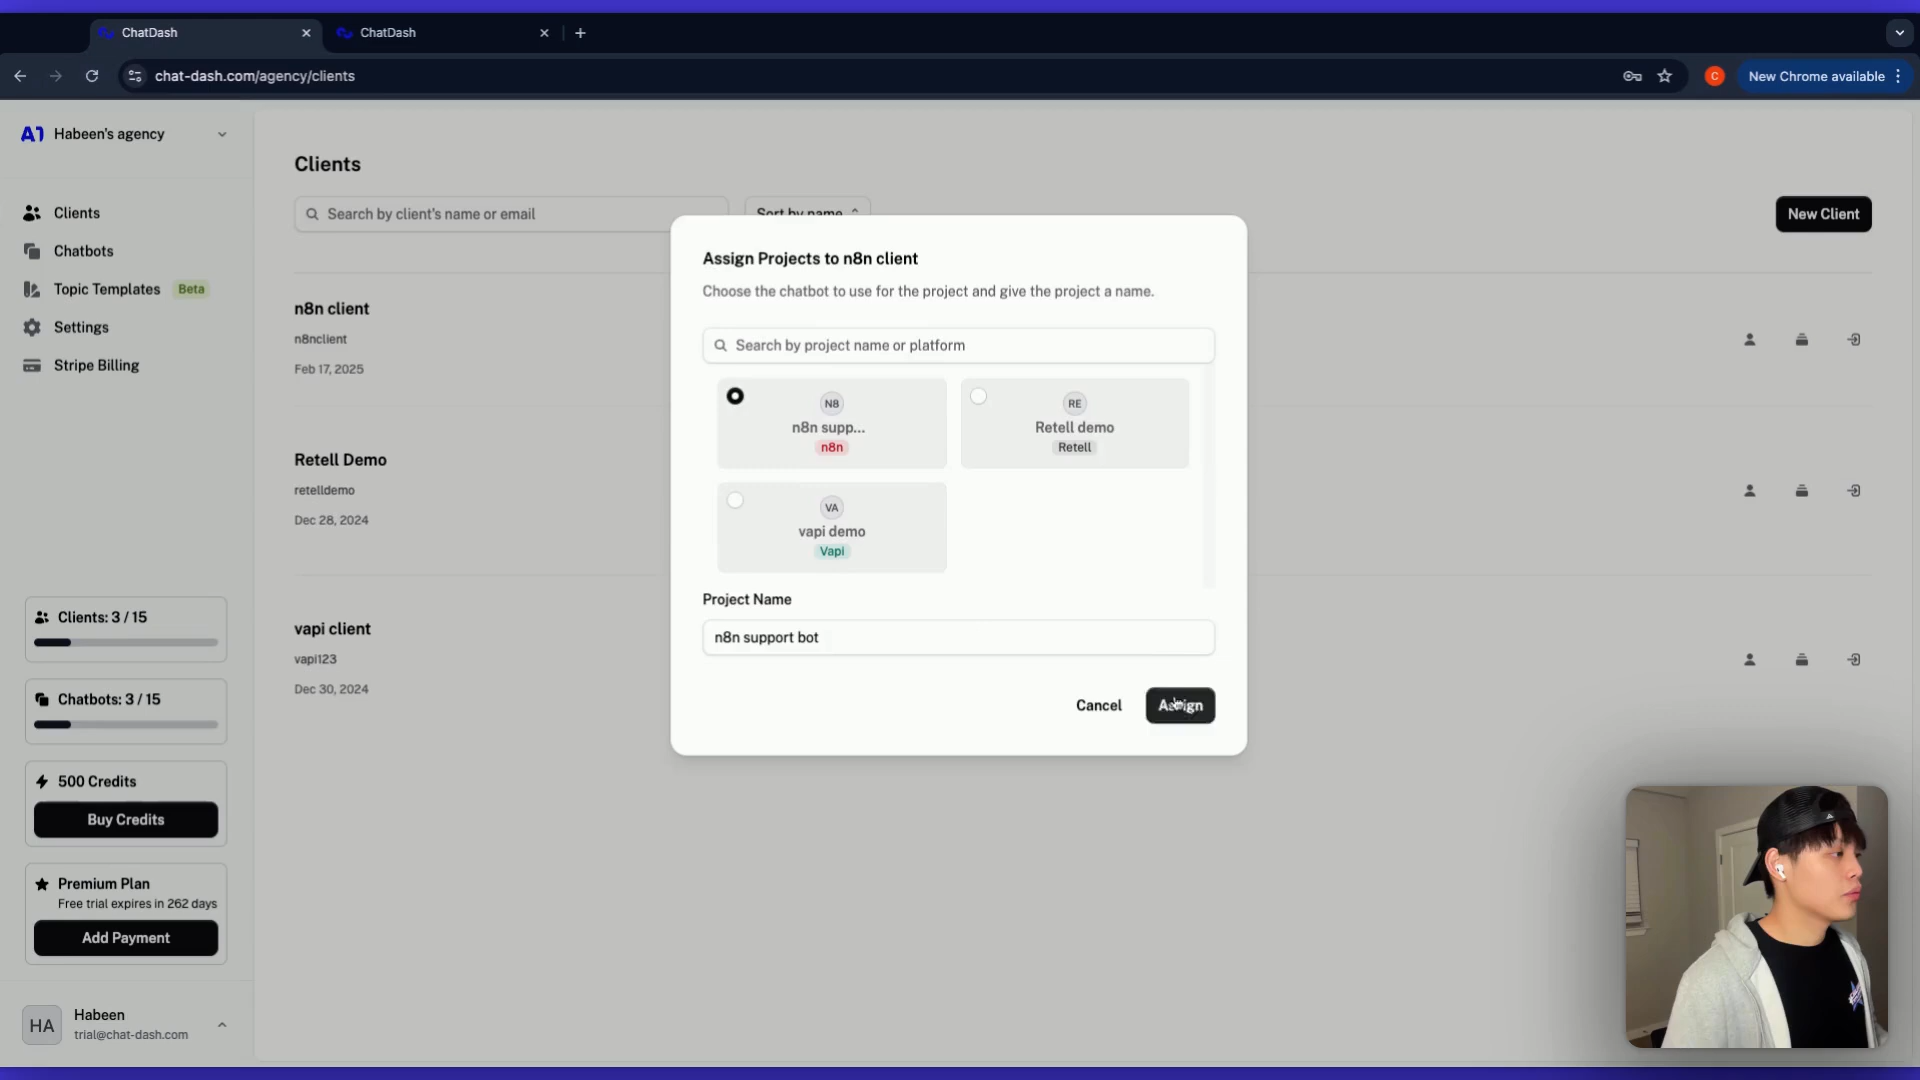 ChatDash
ChatDash
chat-dash.com/agency/clients
C
New Chrome available
A1 Habeen's agency
Clients
Chatbots
Topic Templates Beta
Settings
Stripe Billing
Clients: 3 / 15
Chatbots: 3 / 15
500 Credits
Buy Credits
Premium Plan
Free trial expires in 262 days
Add Payment
HA
Habeen
trial@chat-dash.com
Clients
Search by client's name or email
Sort by name
New Client
n8n client
n8nclient
Feb 17, 2025
Retell Demo
retelldemo
Dec 28, 2024
vapi client
vapi123
Dec 30, 2024
Assign Projects to n8n client
Choose the chatbot to use for the project and give the project a name.
Search by project name or platform
N8
n8n supp...
n8n
RE
Retell demo
Retell
VA
vapi demo
Vapi
Project Name
n8n support bot
Cancel
Assign